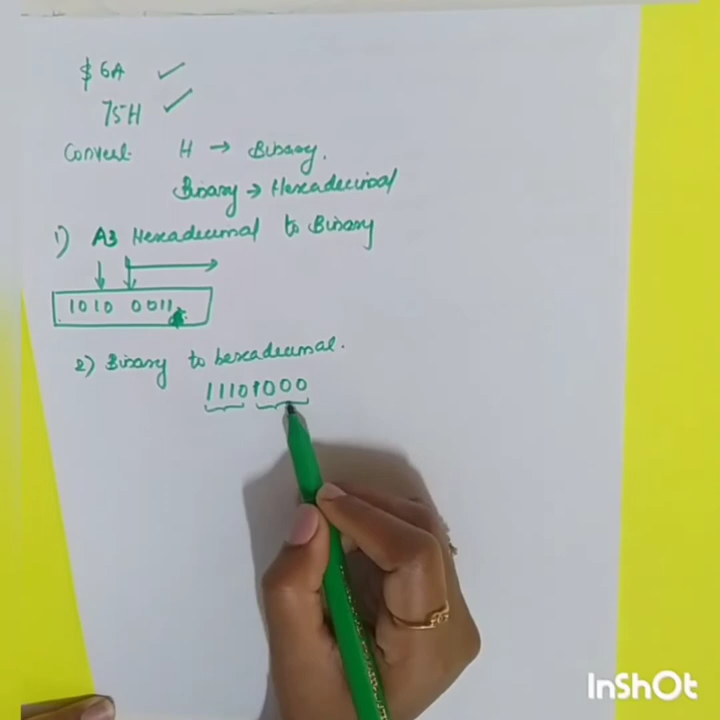 $ 6A
75H
Convert H → Binary.
Binary → Hexadecimal
1) A3 Hexadecimal to Binary
1010 0011
2) Binary to hexadecimal.
11101000
InShOt